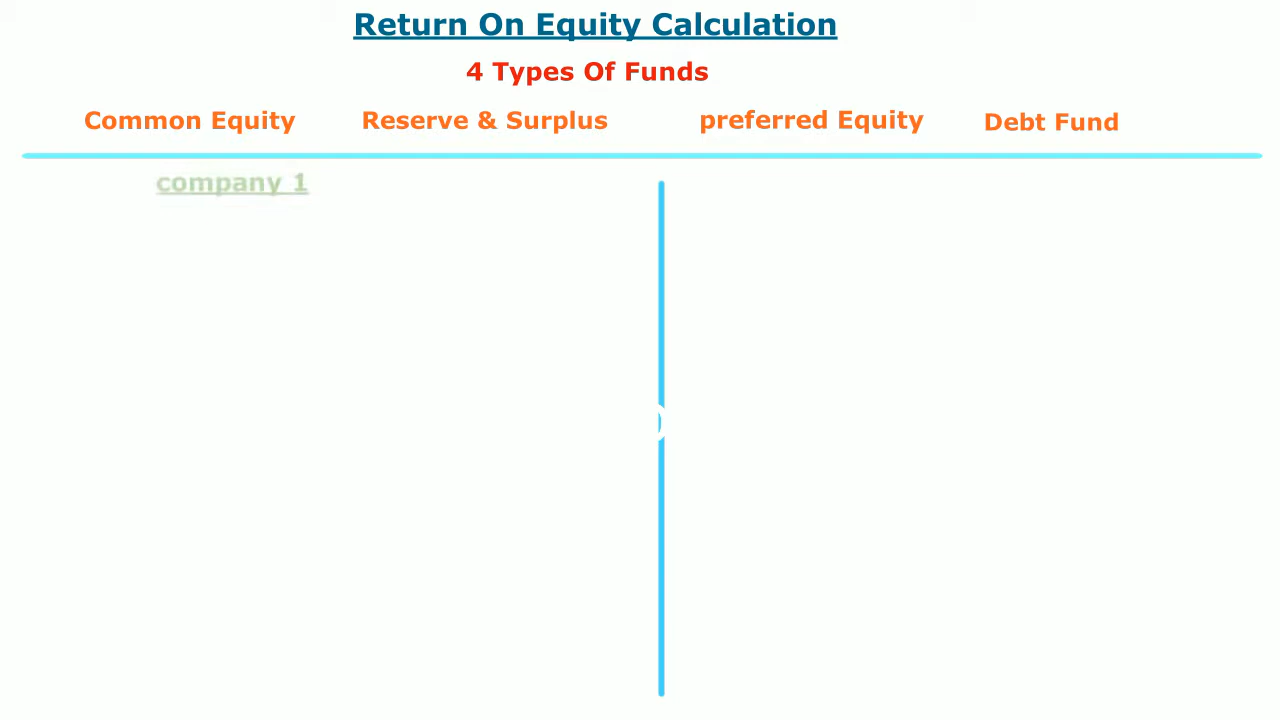 Return On Equity Calculation
4 Types Of Funds
Common Equity Reserve & Surplus preferred Equity Debt Fund
company 1